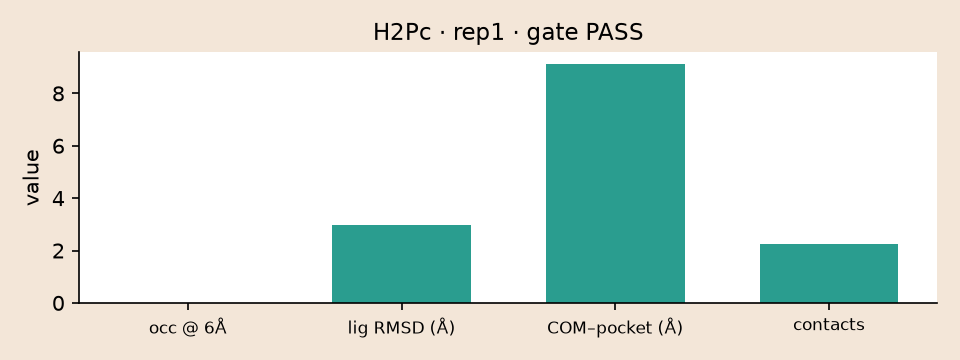 H2Pc · rep1 · gate PASS
value
8
6
4
2
0
occ @ 6Å
lig RMSD (Å)
COM–pocket (Å)
contacts